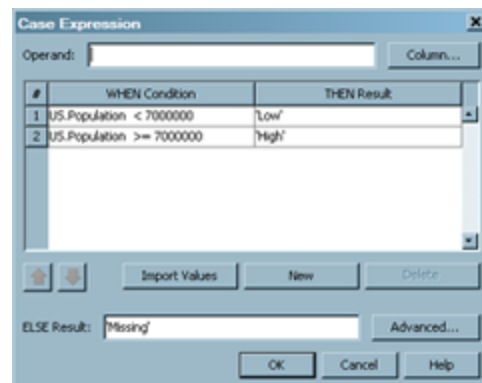 Case Expression
Operand:
Column...
# WHEN Condition THEN Result
1 US.Population < 7000000 'Low'
2 US.Population >= 7000000 'High'
Import Values New Delete
ELSE Result: 'Missing' Advanced...
OK Cancel Help